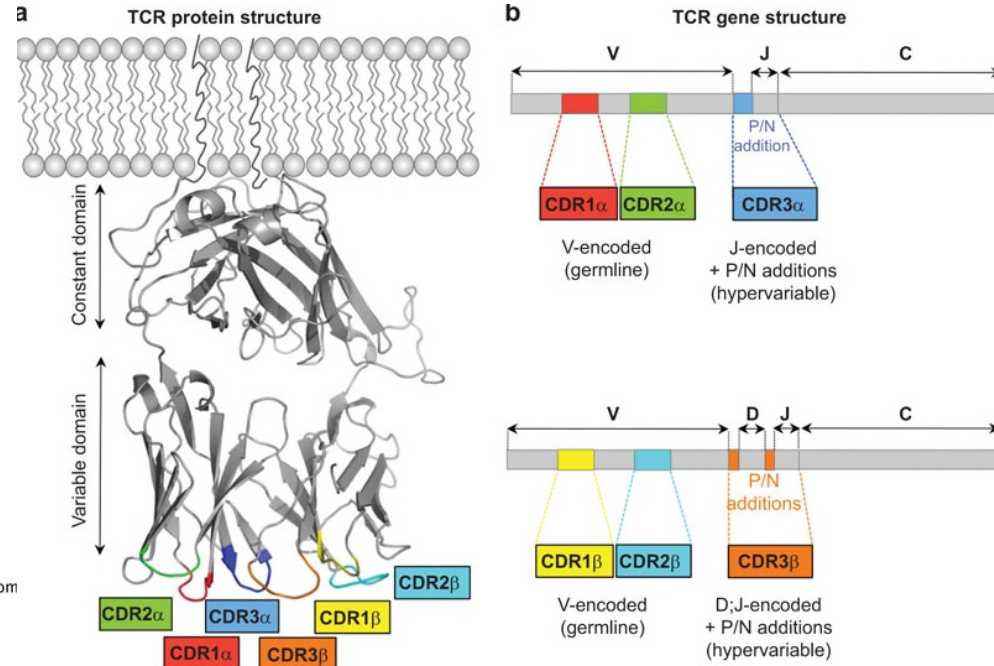 a
TCR protein structure
Constant domain
Variable domain
om
CDR2α
CDR1α
CDR3α
CDR3β
CDR1β
CDR2β
b
TCR gene structure
V
J
C
P/N
addition
CDR1α
CDR2α
CDR3α
V-encoded
(germline)
J-encoded
+ P/N additions
(hypervariable)
V
D
J
C
P/N
additions
CDR1β
CDR2β
CDR3β
V-encoded
(germline)
D;J-encoded
+ P/N additions
(hypervariable)